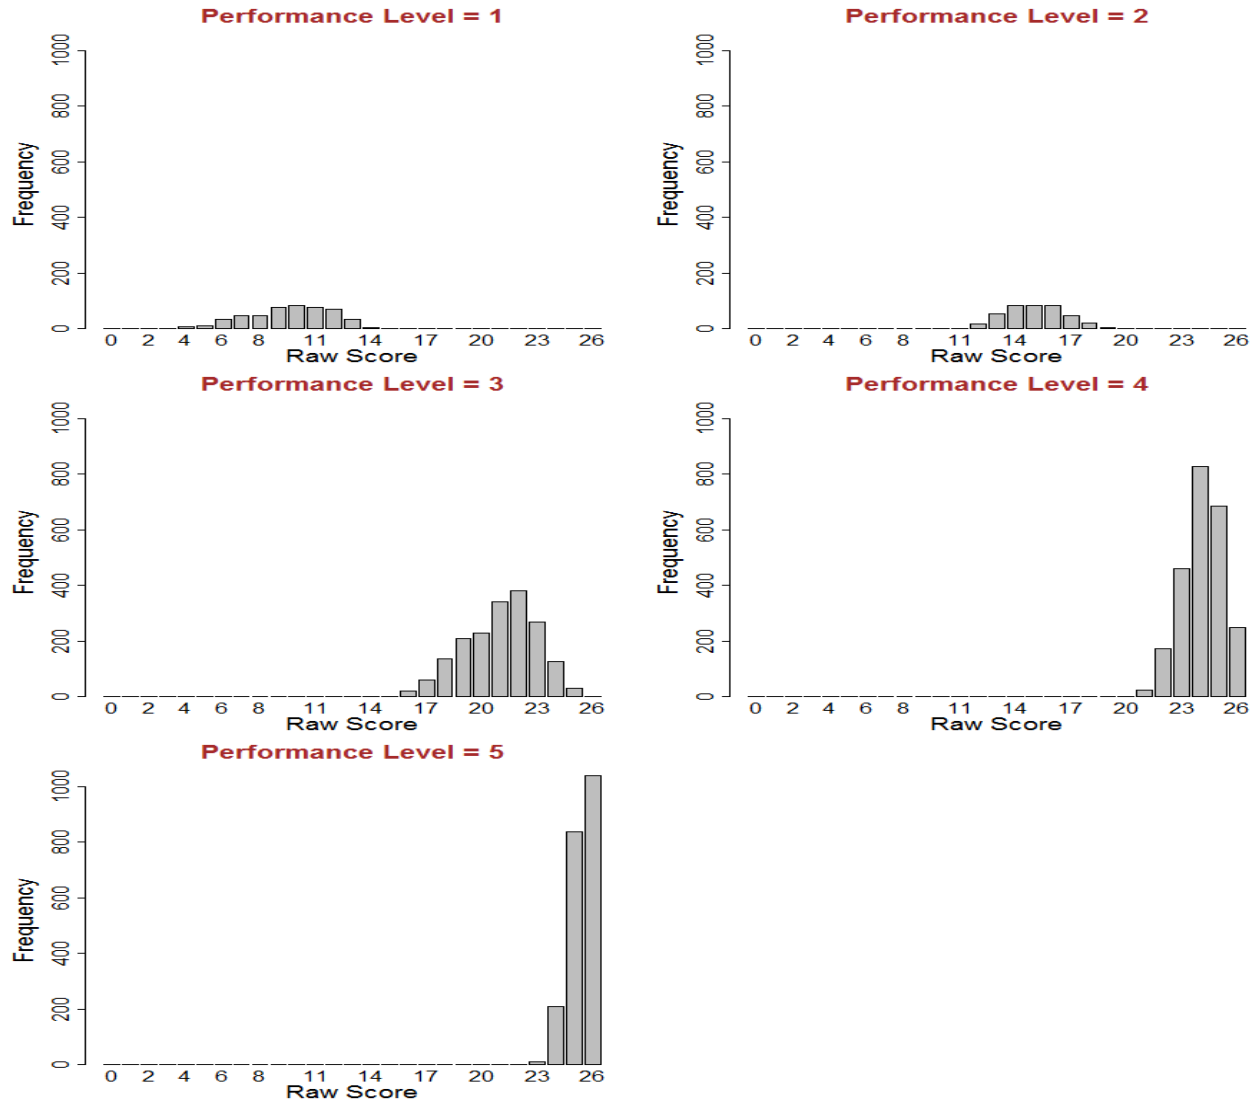 Performance Level = 1
Frequency
0 200 400 600 800 1000
0 2 4 6 8 11 14 17 20 23 26
Raw Score
Performance Level = 2
Frequency
0 200 400 600 800 1000
0 2 4 6 8 11 14 17 20 23 26
Raw Score
Performance Level = 3
Frequency
0 200 400 600 800 1000
0 2 4 6 8 11 14 17 20 23 26
Raw Score
Performance Level = 4
Frequency
0 200 400 600 800 1000
0 2 4 6 8 11 14 17 20 23 26
Raw Score
Performance Level = 5
Frequency
0 200 400 600 800 1000
0 2 4 6 8 11 14 17 20 23 26
Raw Score